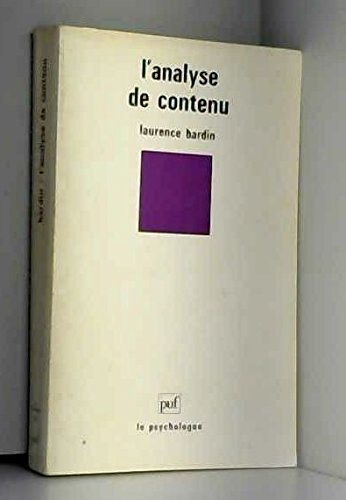 l'analyse
de contenu
laurence bardin
puf
le psychologue
bardin : l'analyse de contenu